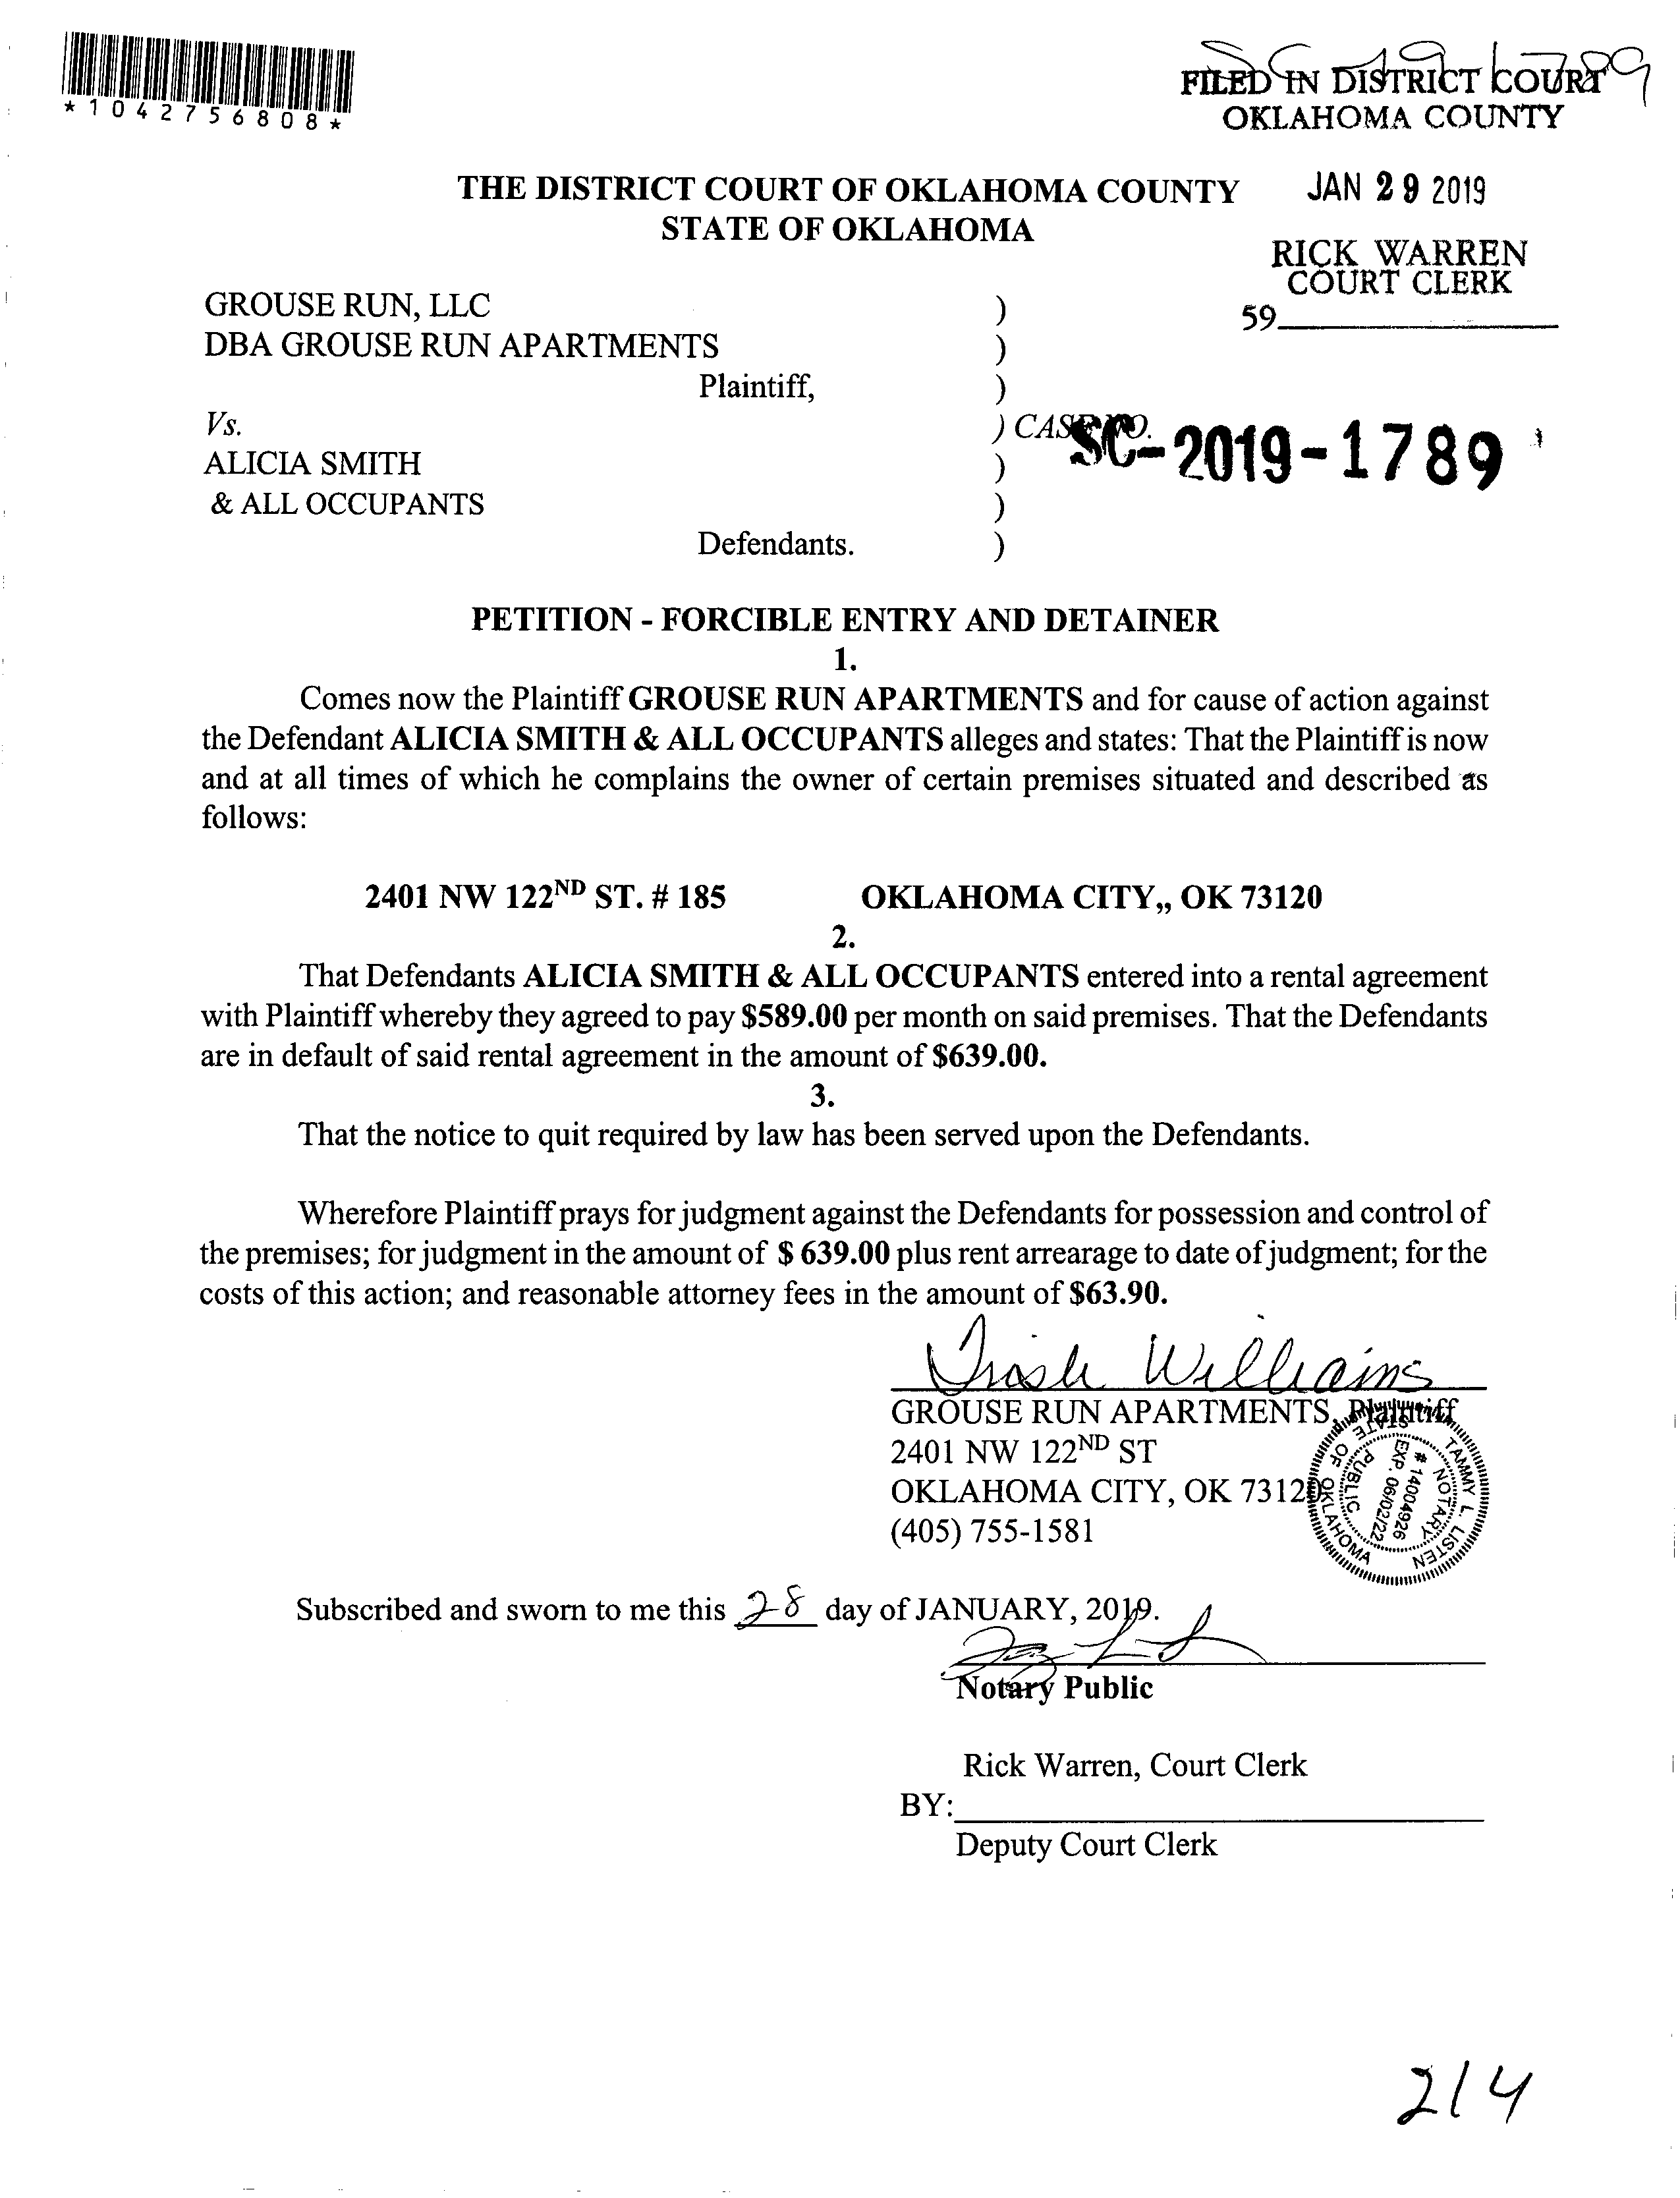 *1042756808*
SC 19 1789
FILED IN DISTRICT COURT
OKLAHOMA COUNTY
THE DISTRICT COURT OF OKLAHOMA COUNTY
STATE OF OKLAHOMA
JAN 29 2019
RICK WARREN
COURT CLERK
59
GROUSE RUN, LLC )
DBA GROUSE RUN APARTMENTS )
Plaintiff, )
Vs. ) CASE NO. SC-2019-1789
ALICIA SMITH )
& ALL OCCUPANTS )
Defendants. )
PETITION - FORCIBLE ENTRY AND DETAINER
1.
Comes now the Plaintiff GROUSE RUN APARTMENTS and for cause of action against
the Defendant ALICIA SMITH & ALL OCCUPANTS alleges and states: That the Plaintiff is now
and at all times of which he complains the owner of certain premises situated and described as
follows:
2401 NW 122ND ST. # 185 OKLAHOMA CITY,, OK 73120
2.
That Defendants ALICIA SMITH & ALL OCCUPANTS entered into a rental agreement
with Plaintiff whereby they agreed to pay $589.00 per month on said premises. That the Defendants
are in default of said rental agreement in the amount of $639.00.
3.
That the notice to quit required by law has been served upon the Defendants.
Wherefore Plaintiff prays for judgment against the Defendants for possession and control of
the premises; for judgment in the amount of $ 639.00 plus rent arrearage to date of judgment; for the
costs of this action; and reasonable attorney fees in the amount of $63.90.
Trish Williams
GROUSE RUN APARTMENTS, Plaintiff
2401 NW 122ND ST
OKLAHOMA CITY, OK 73120
(405) 755-1581
TAMMY L. LISTEN
STATE OF OKLAHOMA
NOTARY PUBLIC
# 14004926
EXP. 06/02/22
Subscribed and sworn to me this 28 day of JANUARY, 2019.
Notary Public
Rick Warren, Court Clerk
BY:
Deputy Court Clerk
214